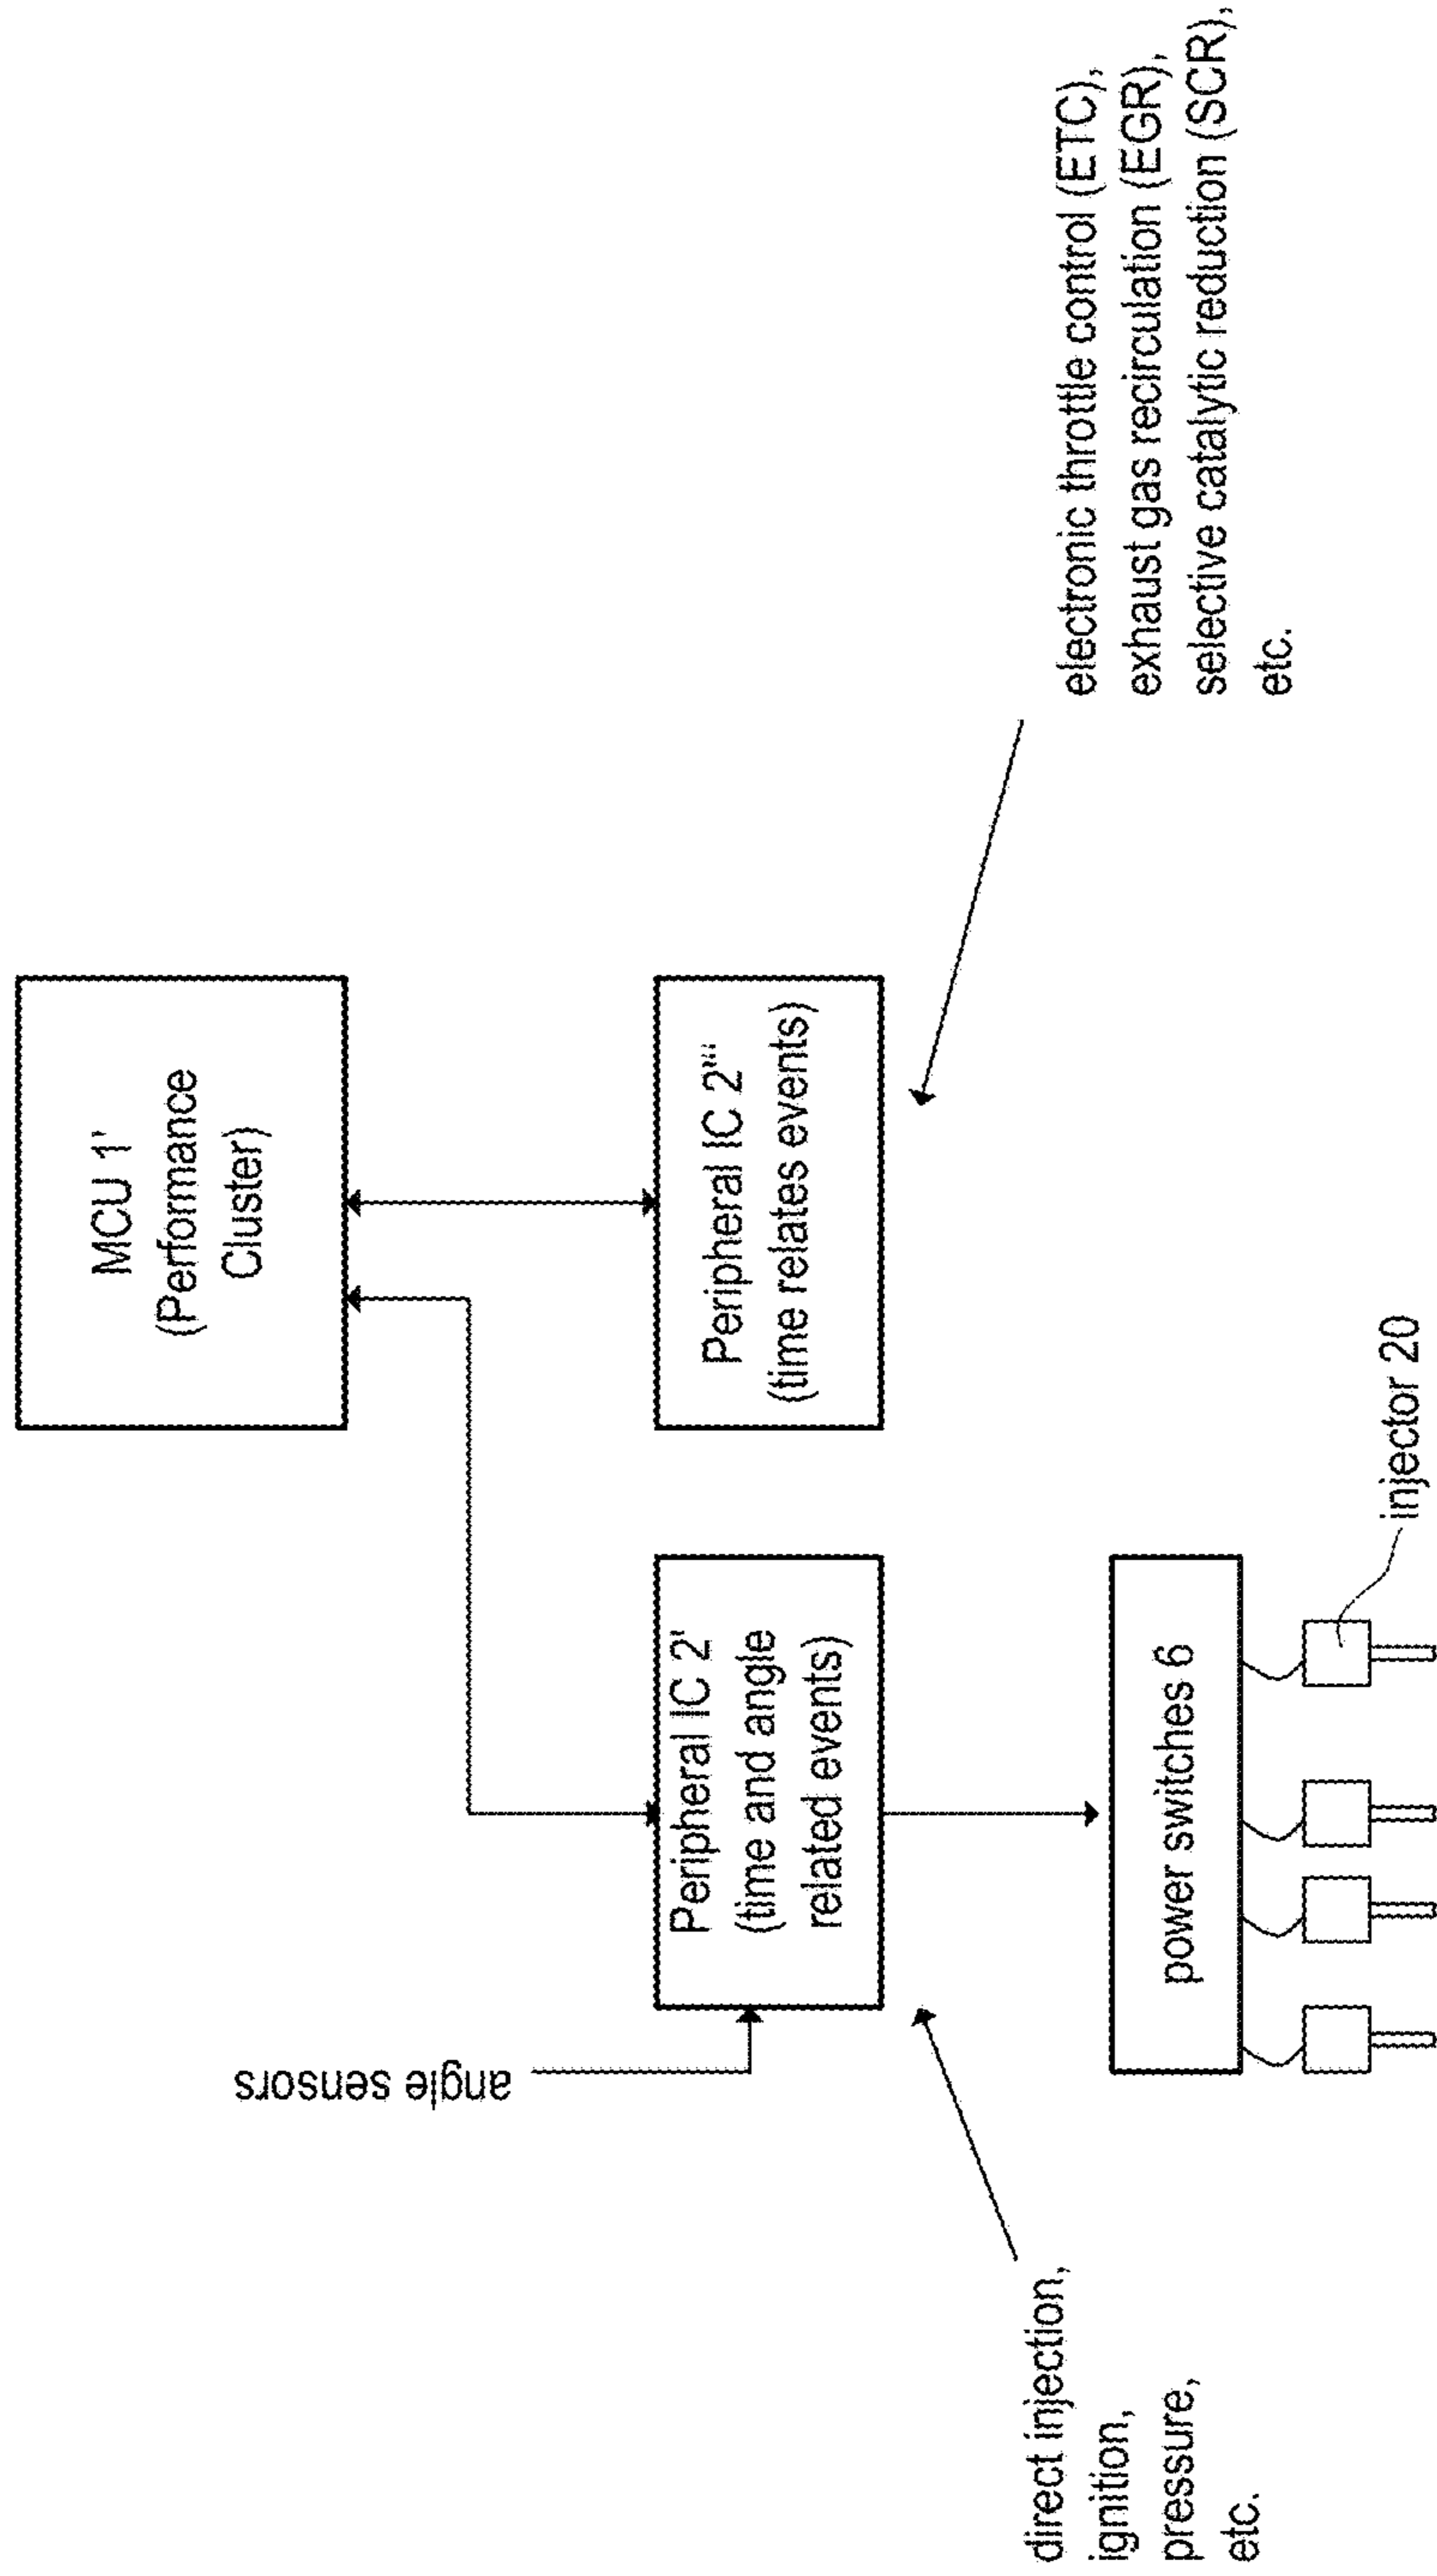 MCU 1'
(Performance
Cluster)
angle sensors
Peripheral IC 2'
(time and angle
related events)
Peripheral IC 2'''
(time relates events)
direct injection,
ignition,
pressure,
etc.
power switches 6
injector 20
electronic throttle control (ETC),
exhaust gas recirculation (EGR),
selective catalytic reduction (SCR),
etc.